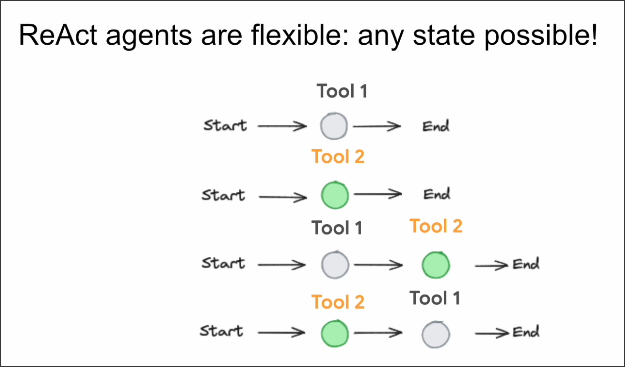 ReAct agents are flexible: any state possible!
Tool 1
Start End
Tool 2
Start End
Tool 1 Tool 2
Start End
Tool 2 Tool 1
Start End